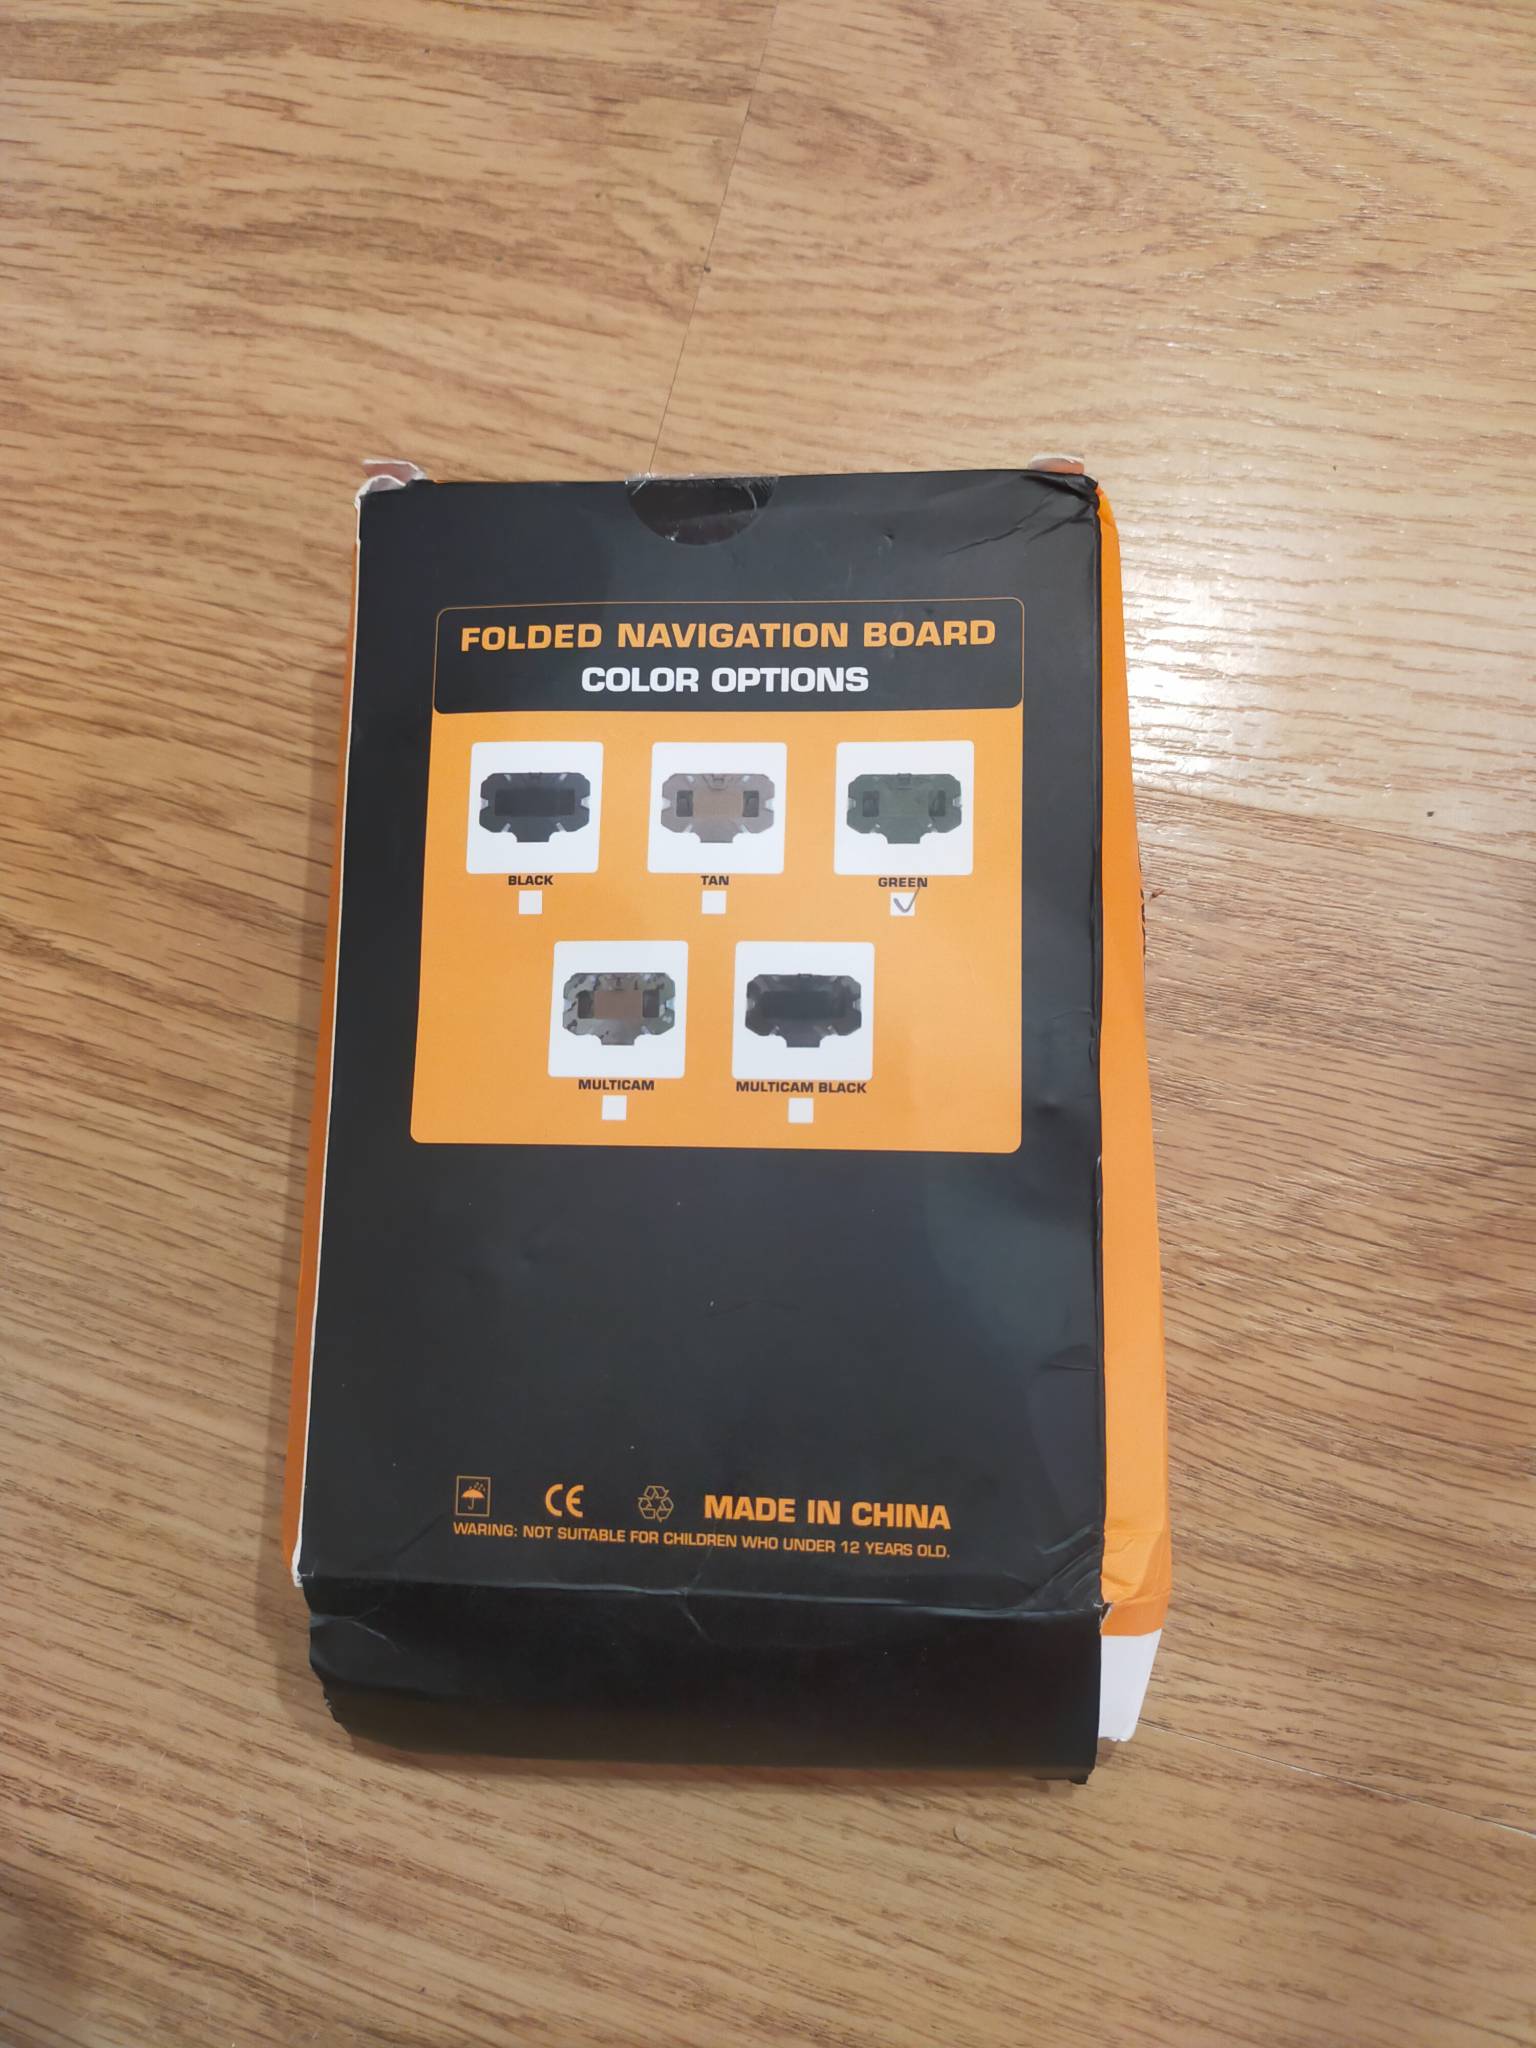 FOLDED NAVIGATION BOARD
COLOR OPTIONS
BLACK
TAN
GREEN
MULTICAM
MULTICAM BLACK
CE
MADE IN CHINA
WARING: NOT SUITABLE FOR CHILDREN WHO UNDER 12 YEARS OLD.